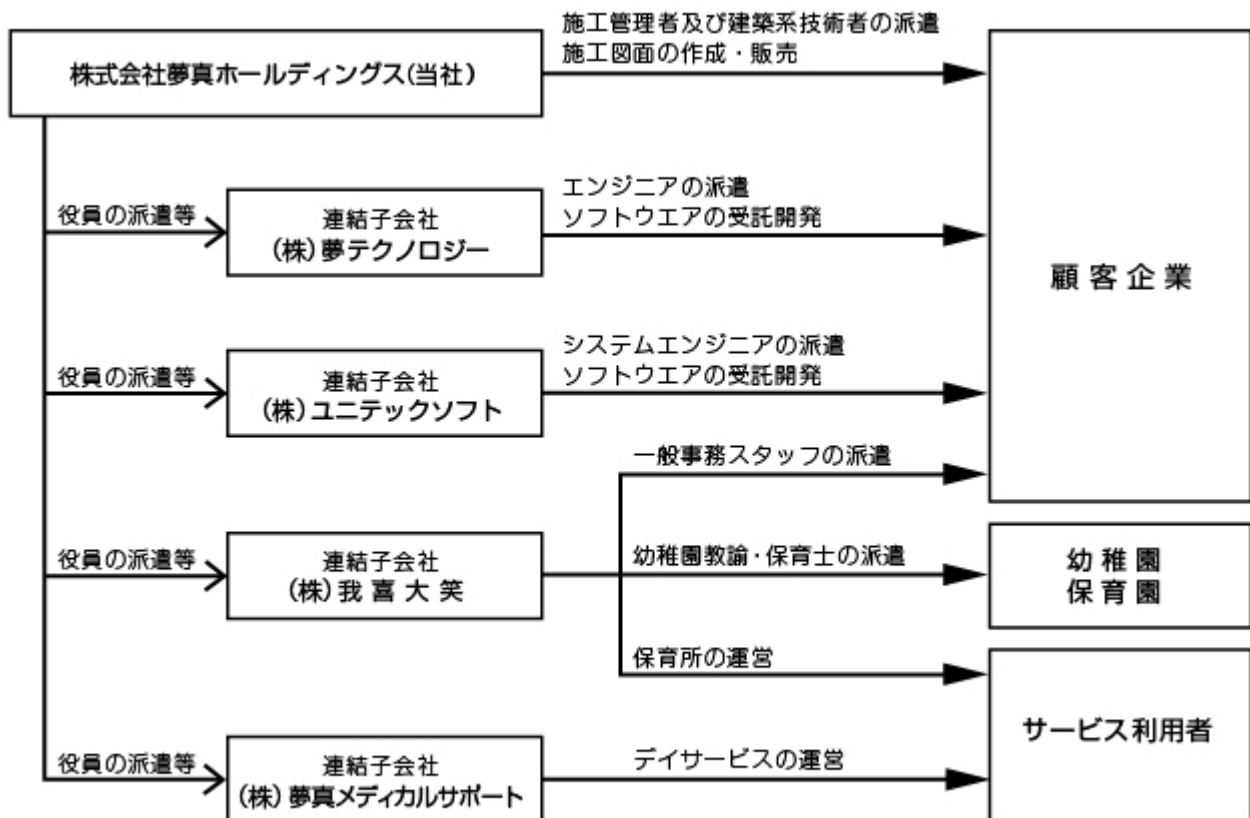 施工管理者及び建築系技術者の派遣
施工図面の作成・販売
株式会社夢真ホールディングス(当社)
エンジニアの派遣
ソフトウエアの受託開発
役員の派遣等
連結子会社
(株)夢テクノロジー
顧客企業
システムエンジニアの派遣
ソフトウエアの受託開発
役員の派遣等
連結子会社
(株)ユニテックソフト
一般事務スタッフの派遣
役員の派遣等
連結子会社
(株)我喜大笑
幼稚園教諭・保育士の派遣
幼稚園
保育園
保育所の運営
サービス利用者
役員の派遣等
連結子会社
(株)夢真メディカルサポート
デイサービスの運営